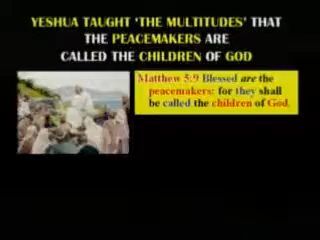 YESHUA TAUGHT 'THE MULTITUDES' THAT
THE PEACEMAKERS ARE
CALLED THE CHILDREN OF GOD
Matthew 5:9 Blessed are the
peacemakers: for they shall
be called the children of God.